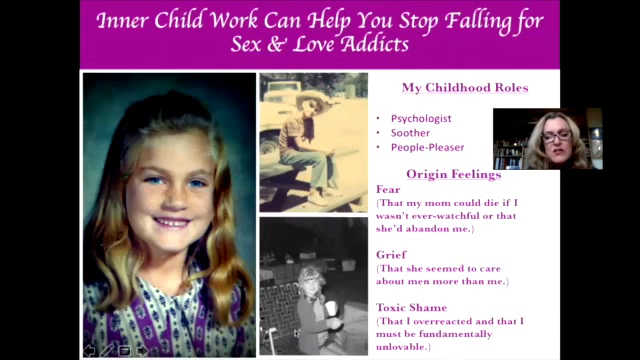 Inner Child Work Can Help You Stop Falling for
Sex & Love Addicts
My Childhood Roles
• Psychologist
• Soother
• People-Pleaser
Origin Feelings
Fear
(That my mom could die if I
wasn't ever-watchful or that
she'd abandon me.)
Grief
(That she seemed to care
about men more than me.)
Toxic Shame
(That I overreacted and that I
must be fundamentally
unlovable.)